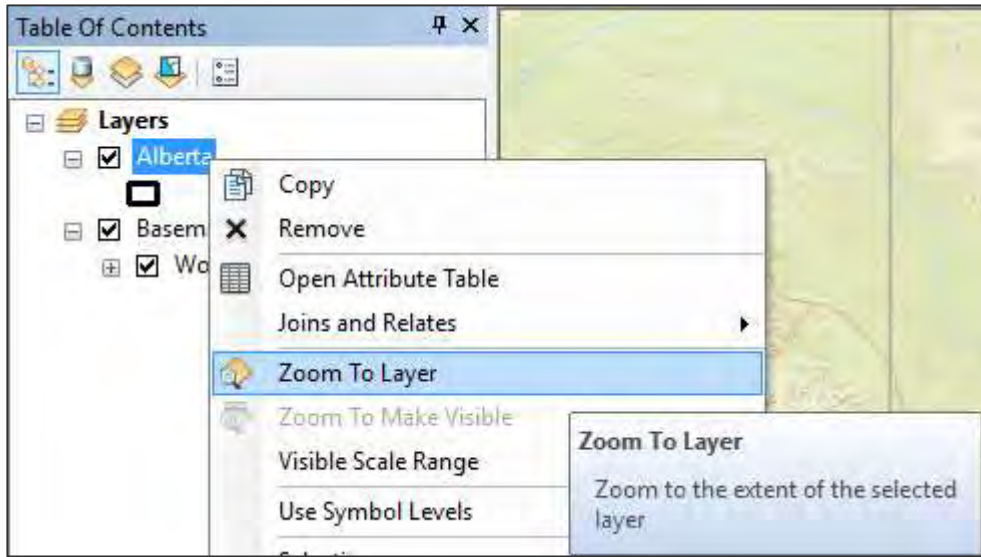 Table Of Contents
Layers
Alberta
Basem
Wo
Copy
Remove
Open Attribute Table
Joins and Relates
Zoom To Layer
Zoom To Make Visible
Visible Scale Range
Use Symbol Levels
Zoom To Layer
Zoom to the extent of the selected
layer